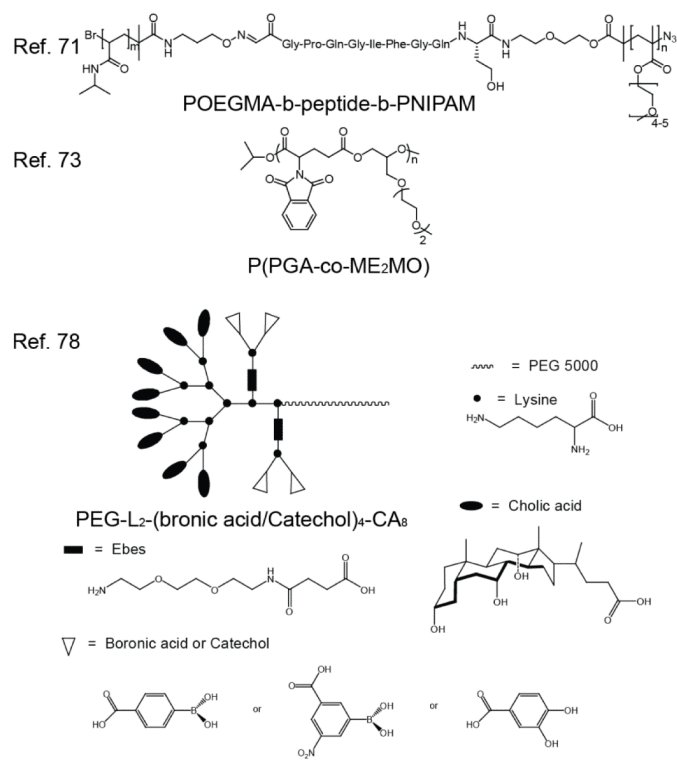 Ref. 71
Br
m
H
N
O
O
N
O
Gly-Pro-Gln-Gly-Ile-Phe-Gly-Gln
H
N
O
N
H
O
O
O
N3
HN
O
OH
O
O
O
4-5
POEGMA-b-peptide-b-PNIPAM
Ref. 73
O
O
O
O
O
n
O
N
O
O
O
2
P(PGA-co-ME2MO)
Ref. 78
= PEG 5000
= Lysine
H2N
O
OH
NH2
PEG-L2-(bronic acid/Catechol)4-CA8
= Cholic acid
= Ebes
H2N
O
O
H
N
O
O
OH
OH
OH
OH
O
OH
= Boronic acid or Catechol
O
HO
B
OH
OH
or
O
OH
B
OH
OH
O2N
or
O
HO
OH
OH